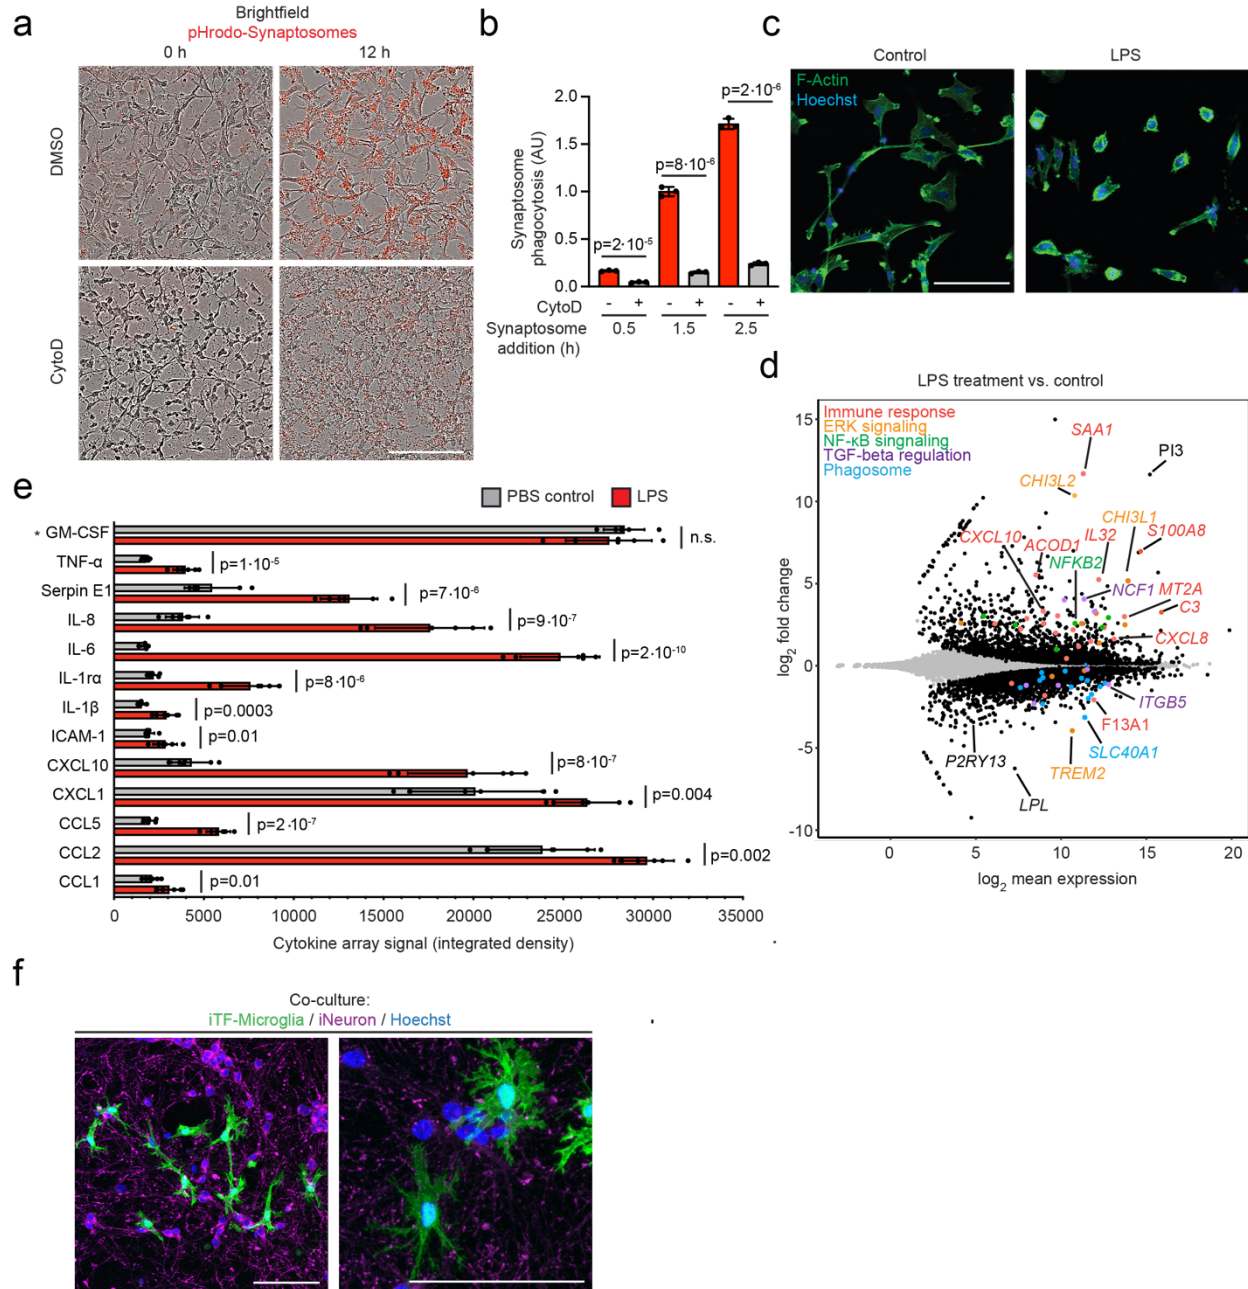 a
Brightfield
pHrodo-Synaptosomes
0 h
12 h
DMSO
CytoD
b
Synaptosome
phagocytosis (AU)
2.0
1.5
1.0
0.5
0
p=2·10-5
p=8·10-6
p=2·10-6
CytoD
- + - + - +
Synaptosome
addition (h)
0.5 1.5 2.5
c
Control
LPS
F-Actin
Hoechst
d
LPS treatment vs. control
Immune response
ERK signaling
NF-κB singnaling
TGF-beta regulation
Phagosome
SAA1
PI3
CHI3L2
CHI3L1
CXCL10
ACOD1
IL32
S100A8
NFKB2
NCF1
MT2A
C3
CXCL8
ITGB5
F13A1
SLC40A1
P2RY13
TREM2
LPL
15
10
5
0
-5
-10
log2 fold change
0 5 10 15 20
log2 mean expression
e
PBS control
LPS
* GM-CSF
n.s.
TNF-α
p=1·10-5
Serpin E1
p=7·10-6
IL-8
p=9·10-7
IL-6
p=2·10-10
IL-1rα
p=8·10-6
IL-1β
p=0.0003
ICAM-1
p=0.01
CXCL10
p=8·10-7
CXCL1
p=0.004
CCL5
p=2·10-7
CCL2
p=0.002
CCL1
p=0.01
0 5000 10000 15000 20000 25000 30000 35000
Cytokine array signal (integrated density)
f
Co-culture:
iTF-Microglia / iNeuron / Hoechst